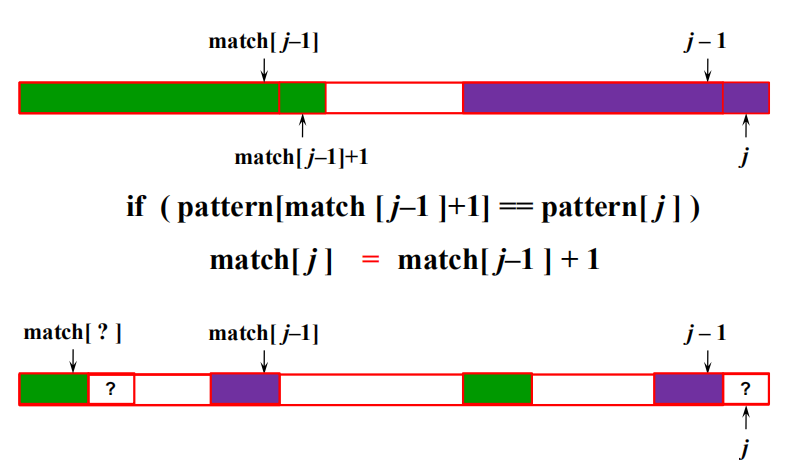 match[ j–1]
j – 1
match[ j–1]+1
j
if ( pattern[match [ j–1 ]+1] == pattern[ j ] )
match[ j ] = match[ j–1 ] + 1
match[ ? ]
match[ j–1]
j – 1
?
?
j